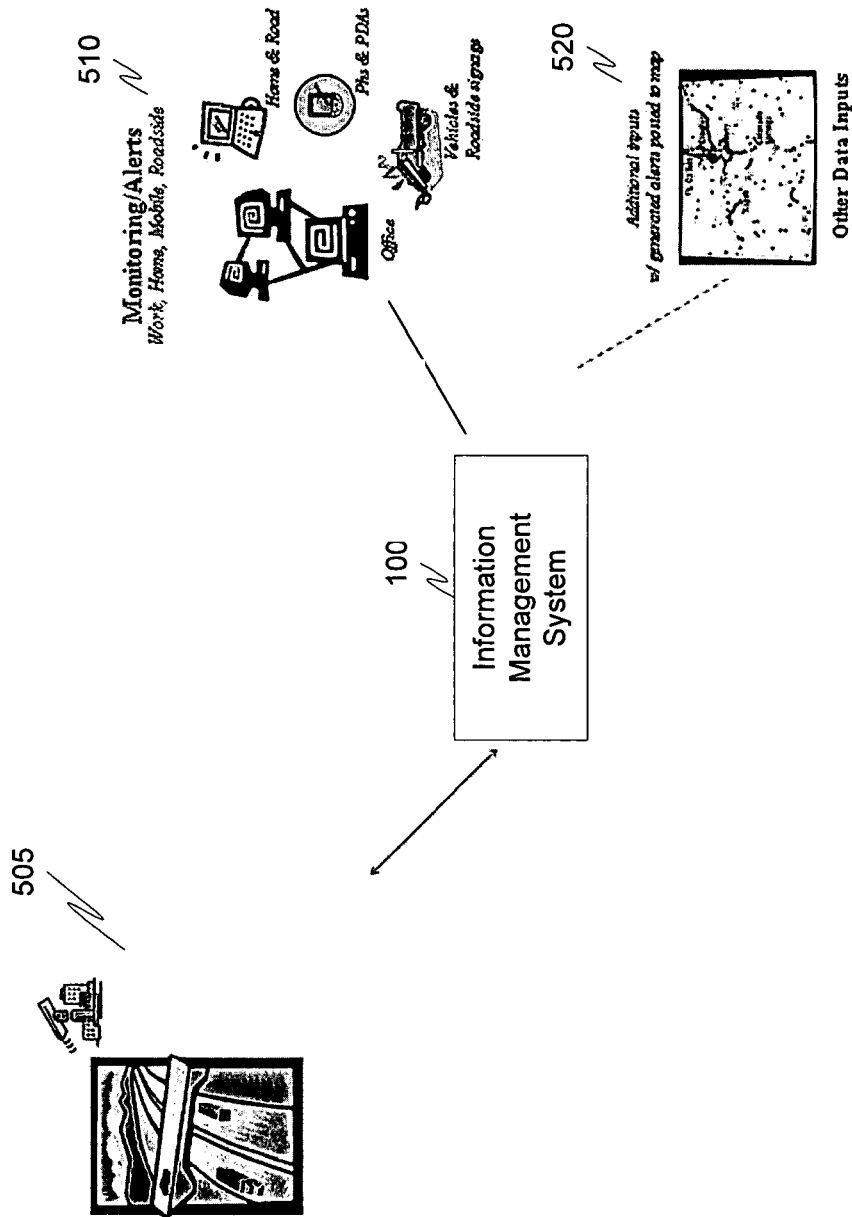 505
100
Information
Management
System
510
Monitoring/Alerts
Work, Home, Mobile, Roadside
Home & Road
Phs & PDAs
Office
Vehicles &
Roadside signage
520
Additional inputs
w/ generated alerts posted to map
Other Data Inputs